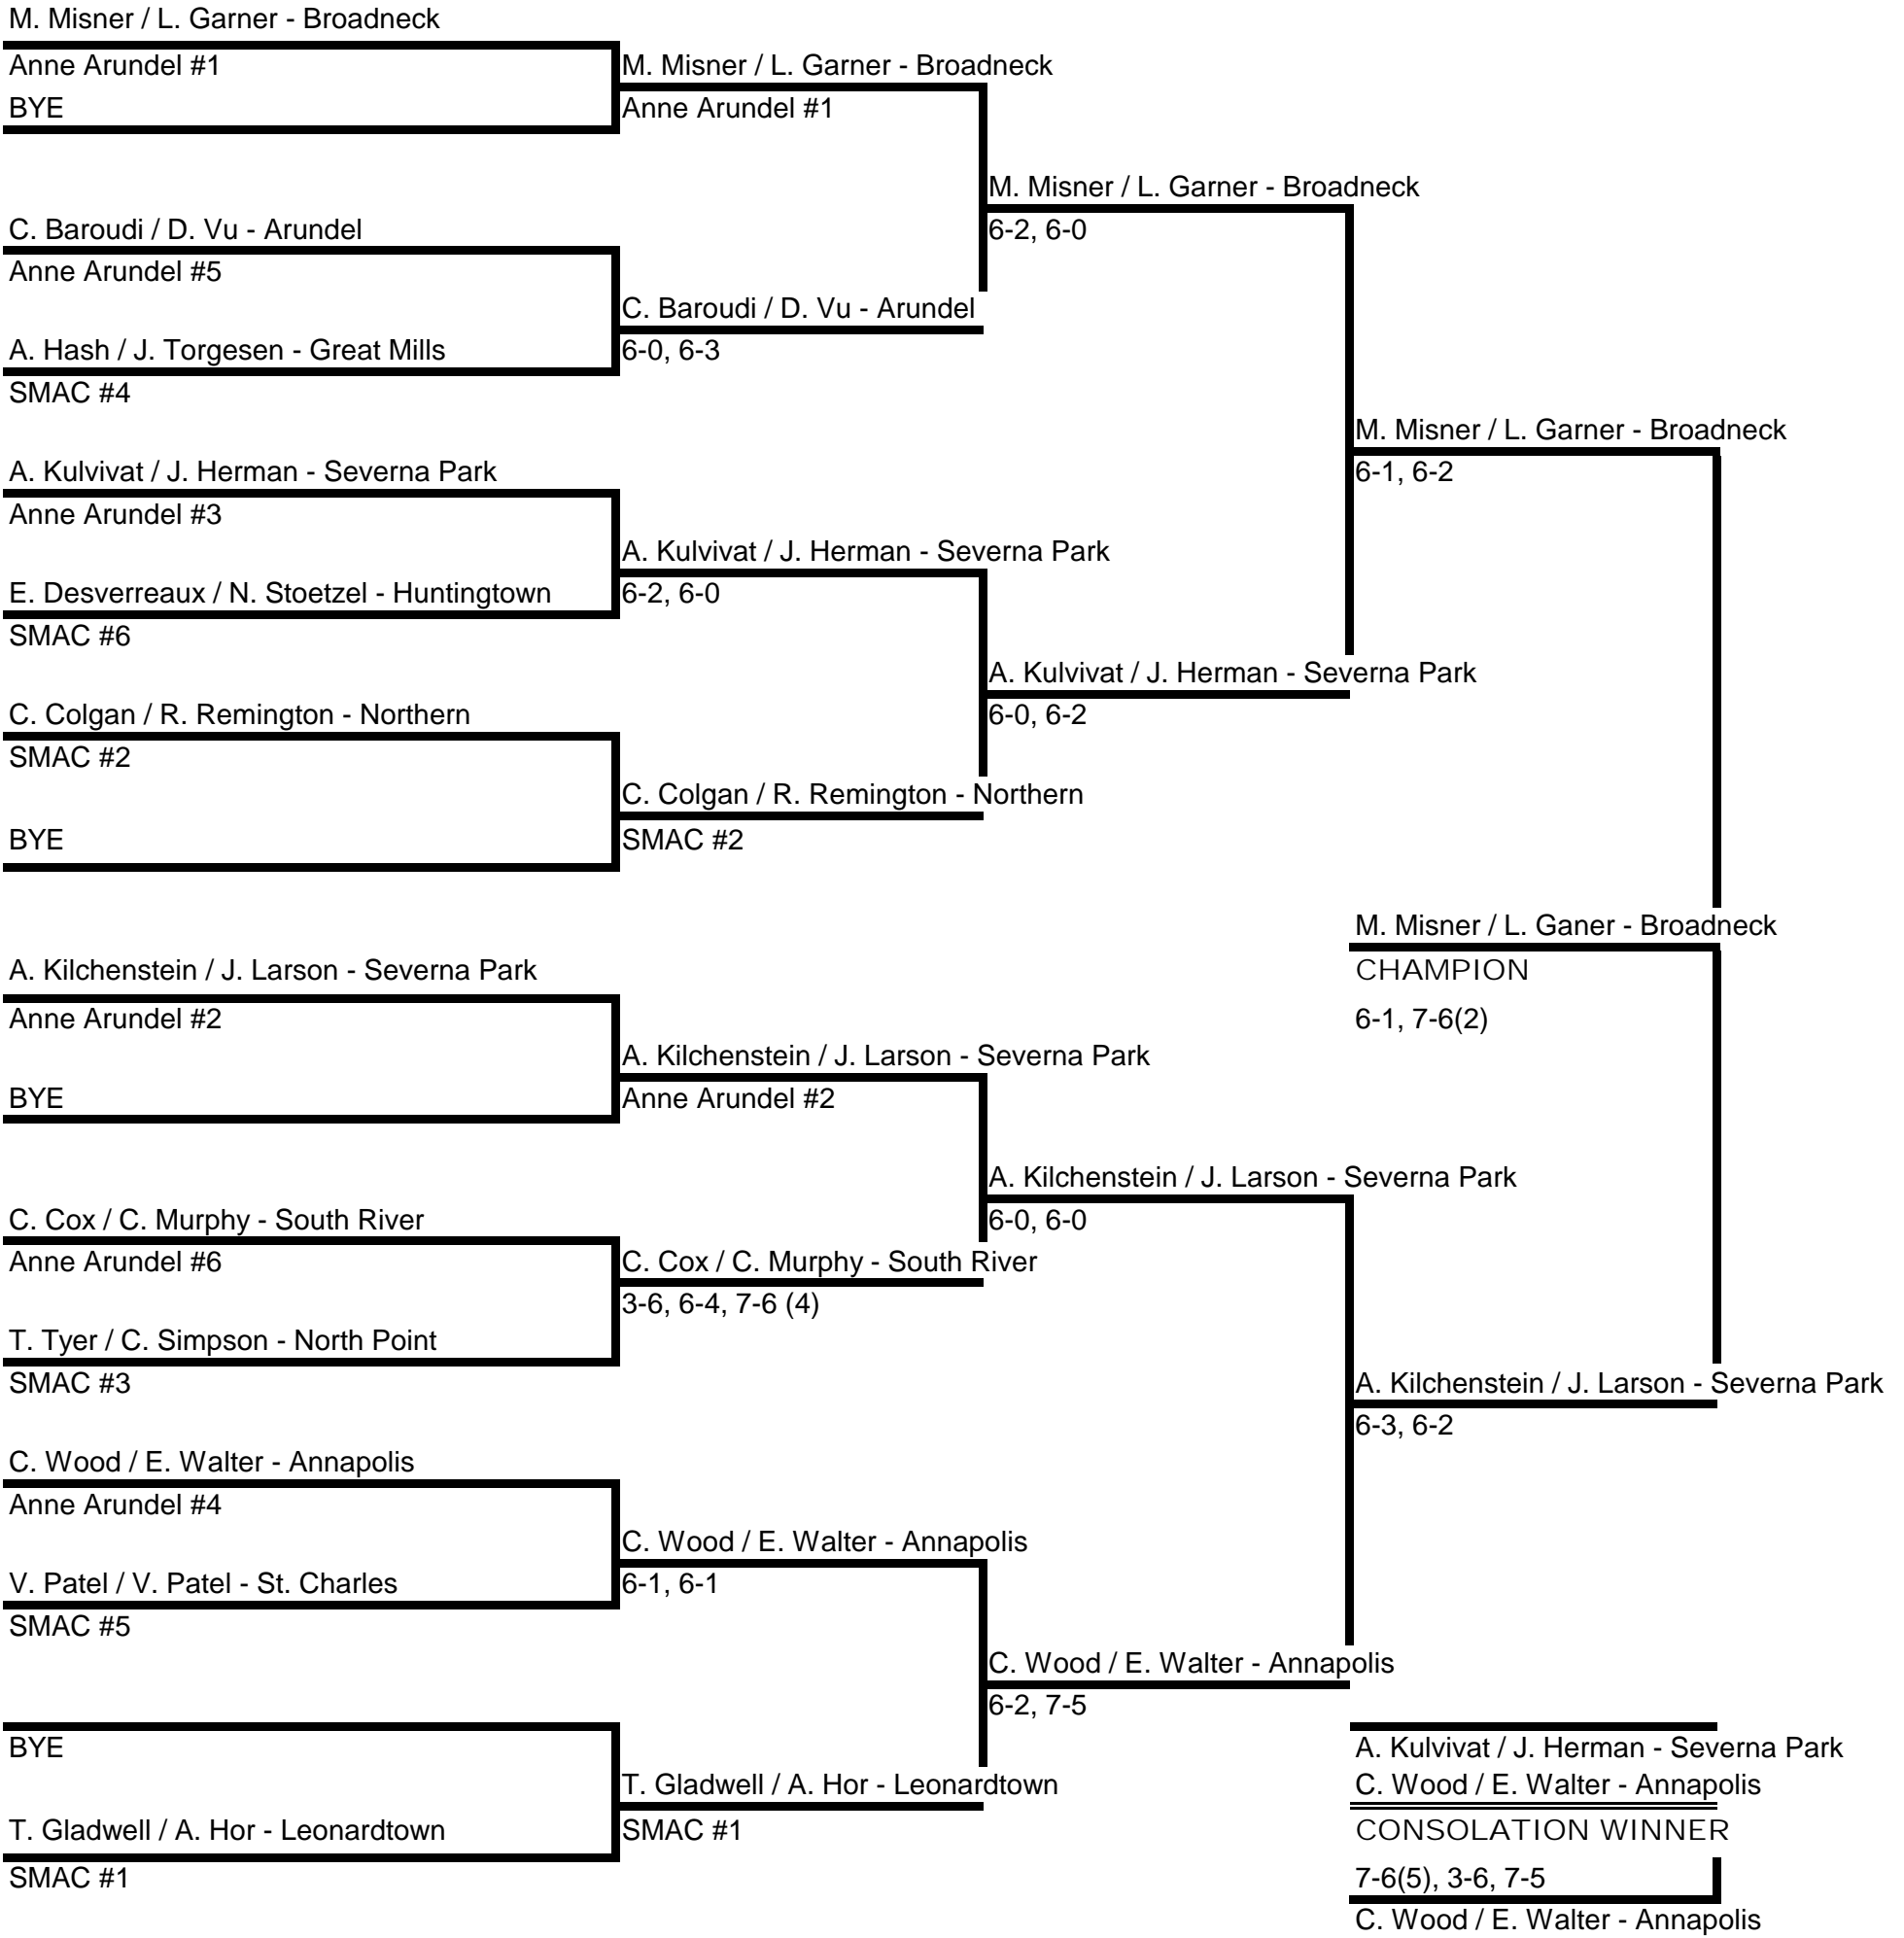 M. Misner / L. Garner - Broadneck
Anne Arundel #1
BYE
C. Baroudi / D. Vu - Arundel
Anne Arundel #5
A. Hash / J. Torgesen - Great Mills
SMAC #4
A. Kulvivat / J. Herman - Severna Park
Anne Arundel #3
E. Desverreaux / N. Stoetzel - Huntingtown
SMAC #6
C. Colgan / R. Remington - Northern
SMAC #2
BYE
A. Kilchenstein / J. Larson - Severna Park
Anne Arundel #2
BYE
C. Cox / C. Murphy - South River
Anne Arundel #6
T. Tyer / C. Simpson - North Point
SMAC #3
C. Wood / E. Walter - Annapolis
Anne Arundel #4
V. Patel / V. Patel - St. Charles
SMAC #5
BYE
T. Gladwell / A. Hor - Leonardtown
SMAC #1
M. Misner / L. Garner - Broadneck
Anne Arundel #1
C. Baroudi / D. Vu - Arundel
6-0, 6-3
A. Kulvivat / J. Herman - Severna Park
6-2, 6-0
C. Colgan / R. Remington - Northern
SMAC #2
A. Kilchenstein / J. Larson - Severna Park
Anne Arundel #2
C. Cox / C. Murphy - South River
3-6, 6-4, 7-6 (4)
C. Wood / E. Walter - Annapolis
6-1, 6-1
T. Gladwell / A. Hor - Leonardtown
SMAC #1
M. Misner / L. Garner - Broadneck
6-2, 6-0
A. Kulvivat / J. Herman - Severna Park
6-0, 6-2
A. Kilchenstein / J. Larson - Severna Park
6-0, 6-0
C. Wood / E. Walter - Annapolis
6-2, 7-5
M. Misner / L. Garner - Broadneck
6-1, 6-2
M. Misner / L. Ganer - Broadneck
CHAMPION
6-1, 7-6(2)
A. Kilchenstein / J. Larson - Severna Park
6-3, 6-2
A. Kulvivat / J. Herman - Severna Park
C. Wood / E. Walter - Annapolis
CONSOLATION WINNER
7-6(5), 3-6, 7-5
C. Wood / E. Walter - Annapolis